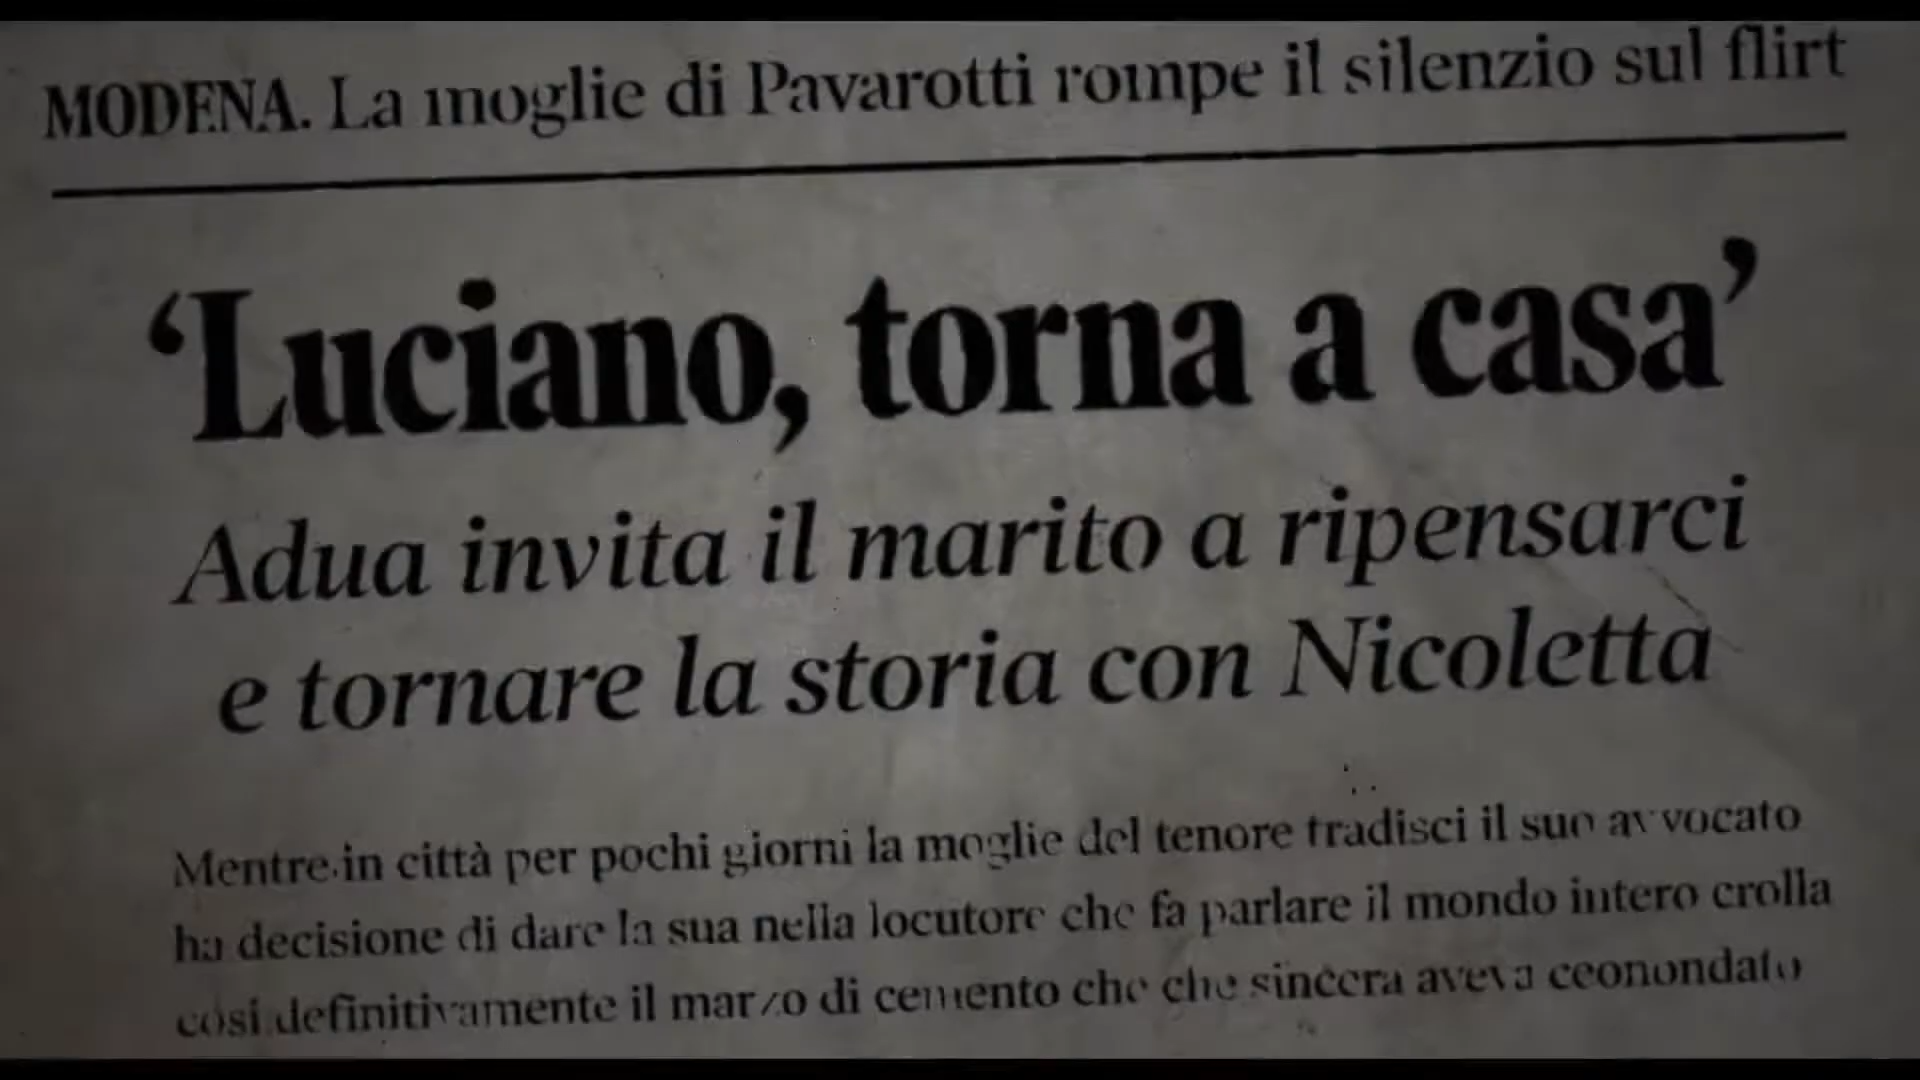 MODENA. La moglie di Pavarotti rompe il silenzio sul flirt
‘Luciano, torna a casa’
Adua invita il marito a ripensarci
e tornare la storia con Nicoletta
Mentre in città per pochi giorni la moglie del tenore tradisci il suo avvocato
ha decisione di dare la sua nella locutore che fa parlare il mondo intero crolla
così definitivamente il marzo di cemento che che sincera aveva ceonondato